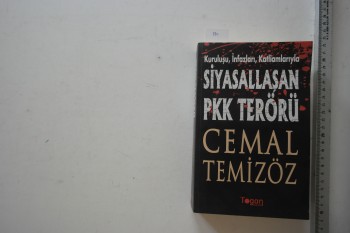 Kuruluşu, İnfazları, Katliamlarıyla
SİYASALLAŞAN
PKK TERÖRÜ
CEMAL
TEMİZÖZ
Togan